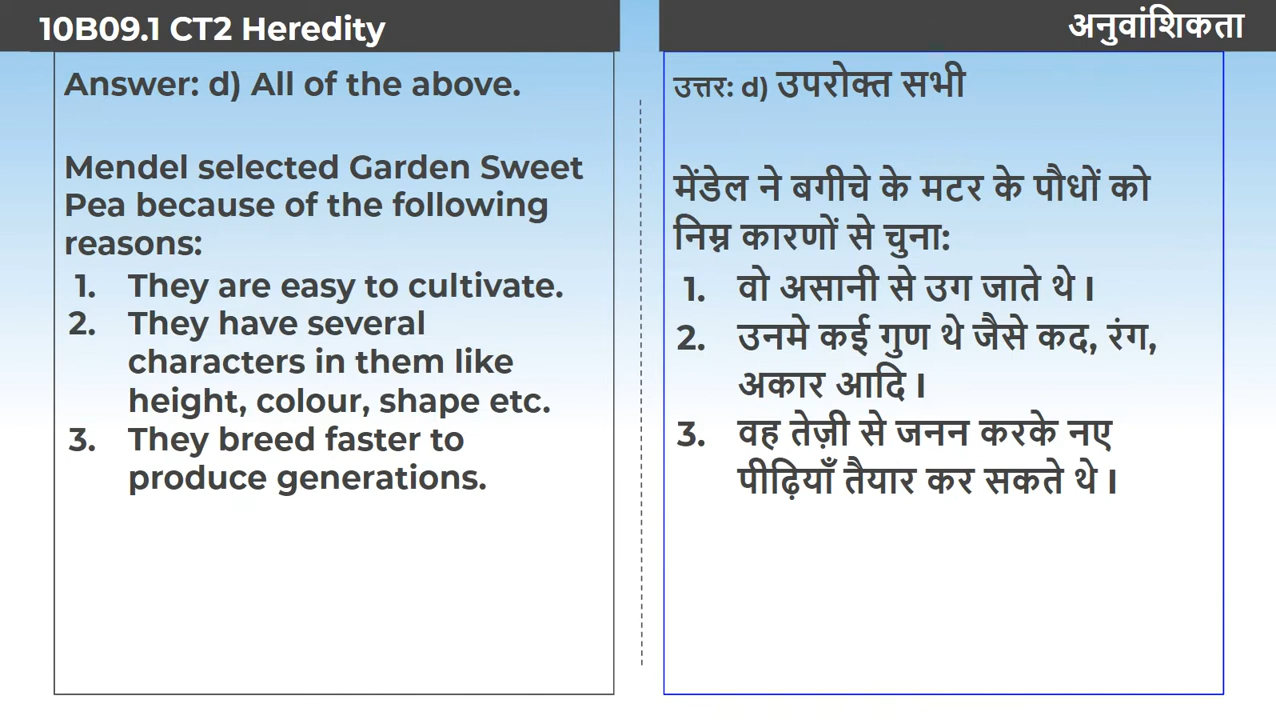 10B09.1 CT2 Heredity
अनुवांशिकता
Answer: d) All of the above.
Mendel selected Garden Sweet
Pea because of the following
reasons:
1. They are easy to cultivate.
2. They have several
characters in them like
height, colour, shape etc.
3. They breed faster to
produce generations.
उत्तर: d) उपरोक्त सभी
मेंडेल ने बगीचे के मटर के पौधों को
निम्न कारणों से चुना:
1. वो असानी से उग जाते थे ।
2. उनमे कई गुण थे जैसे कद, रंग,
अकार आदि ।
3. वह तेज़ी से जनन करके नए
पीढ़ियाँ तैयार कर सकते थे ।